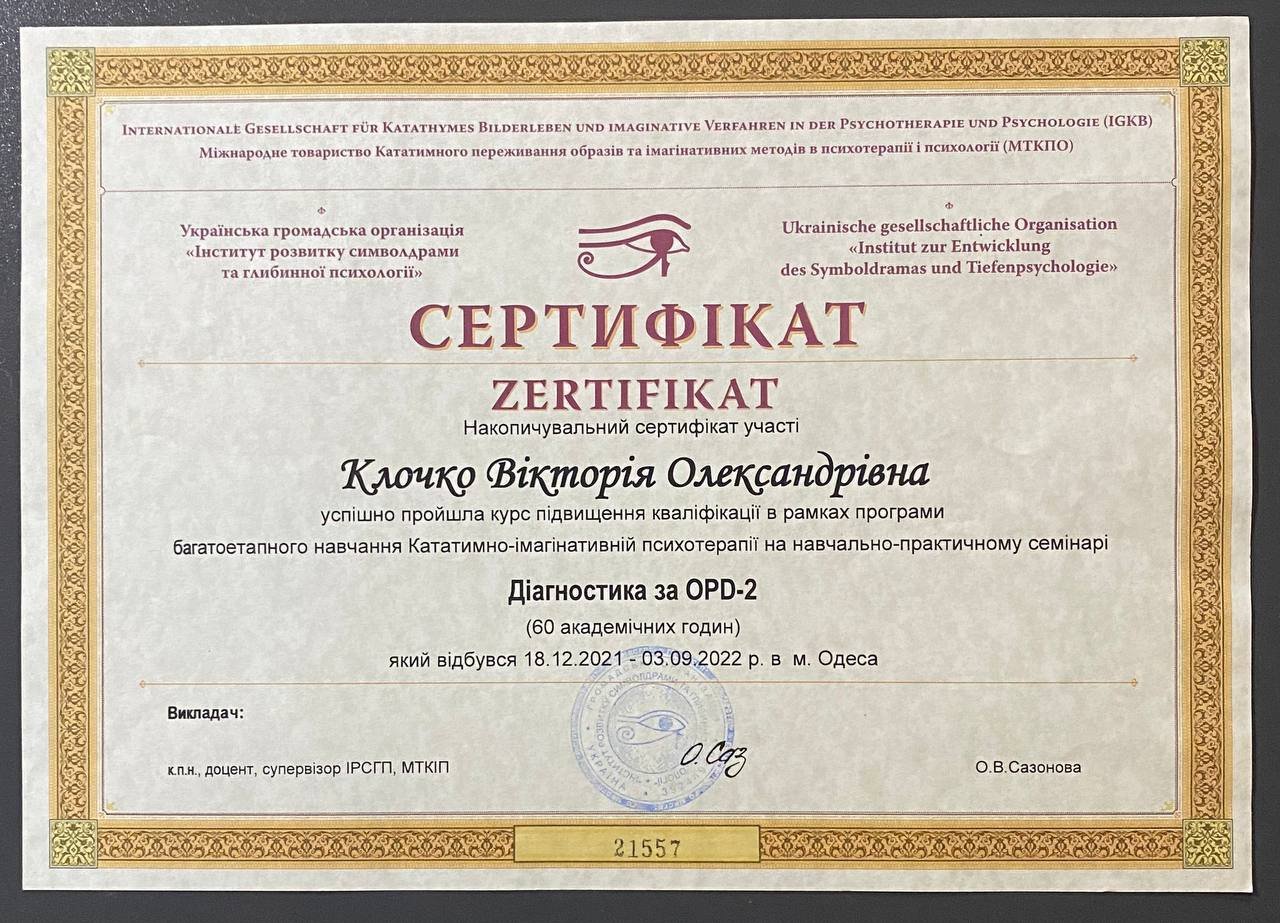 Internationale Gesellschaft für Katathymes Bilderleben und imaginative Verfahren in der Psychotherapie und Psychologie (IGKB)
Міжнародне товариство Кататимного переживання образів та імагінативних методів в психотерапії і психології (МТКПО)
Українська громадська організація
«Інститут розвитку символдрами
та глибинної психології»
Ukrainische gesellschaftliche Organisation
«Institut zur Entwicklung
des Symboldramas und Tiefenpsychologie»
СЕРТИФІКАТ
ZERTIFIKAT
Накопичувальний сертифікат участі
Клочко Вікторія Олександрівна
успішно пройшла курс підвищення кваліфікації в рамках програми
багатоетапного навчання Кататимно-імагінативній психотерапії на навчально-практичному семінарі
Діагностика за OPD-2
(60 академічних годин)
який відбувся 18.12.2021 - 03.09.2022 р. в м. Одеса
Викладач:
к.п.н., доцент, супервізор ІРСГП, МТКІП
О. Саз
О.В.Сазонова
УКРАЇНА
21557